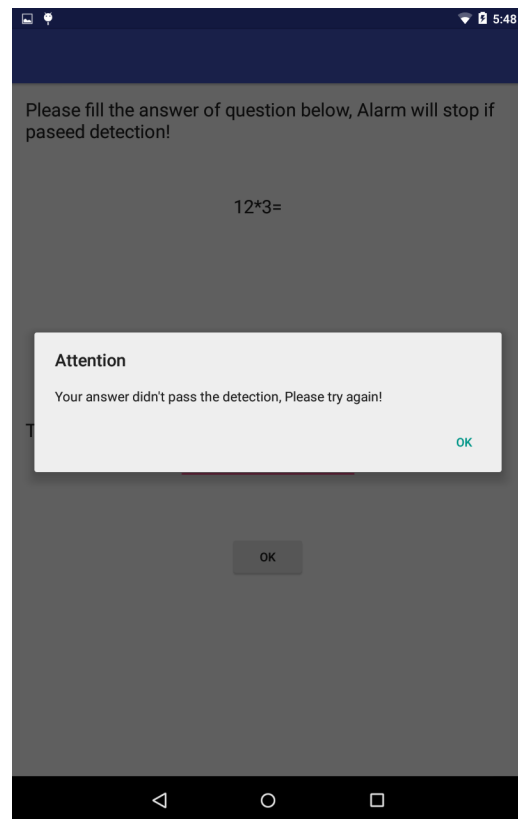 5:48
Please fill the answer of question below, Alarm will stop if
paseed detection!
12*3=
Attention
Your answer didn't pass the detection, Please try again!
T
OK
OK